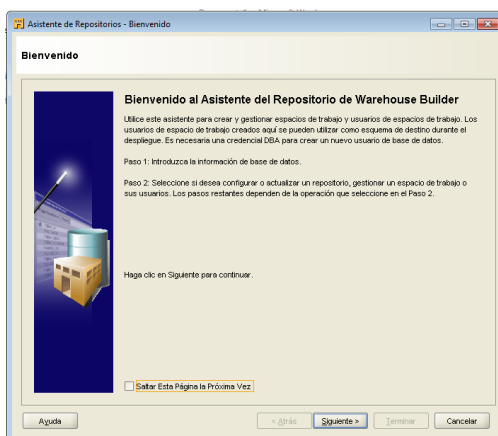 Asistente de Repositorios - Bienvenido
Bienvenido
Bienvenido al Asistente del Repositorio de Warehouse Builder
Utilice este asistente para crear y gestionar espacios de trabajo y usuarios de espacios de trabajo. Los
usuarios de espacio de trabajo creados aquí se pueden utilizar como esquema de destino durante el
despliegue. Es necesaria una credencial DBA para crear un nuevo usuario de base de datos.
Paso 1: Introduzca la información de base de datos.
Paso 2: Seleccione si desea configurar o actualizar un repositorio, gestionar un espacio de trabajo o
sus usuarios. Los pasos restantes dependen de la operación que seleccione en el Paso 2.
Haga clic en Siguiente para continuar.
Saltar Esta Página la Próxima Vez
Ayuda
< Atrás
Siguiente >
Terminar
Cancelar